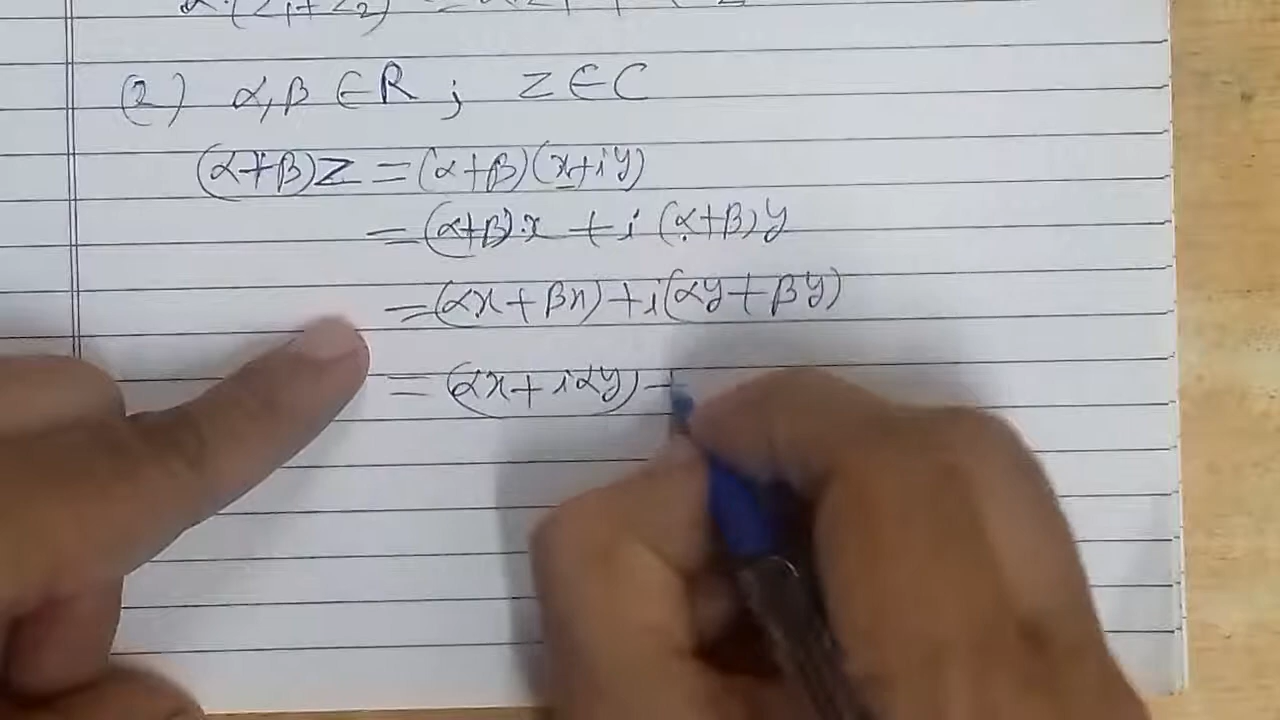 (2) α,β ∈ R ; z ∈ C
(α+β)z = (α+β)(x+iy)
= (α+β).x + i (α+β)y
= (αx+βx)+i(αy+βy)
= (αx+iαy)+